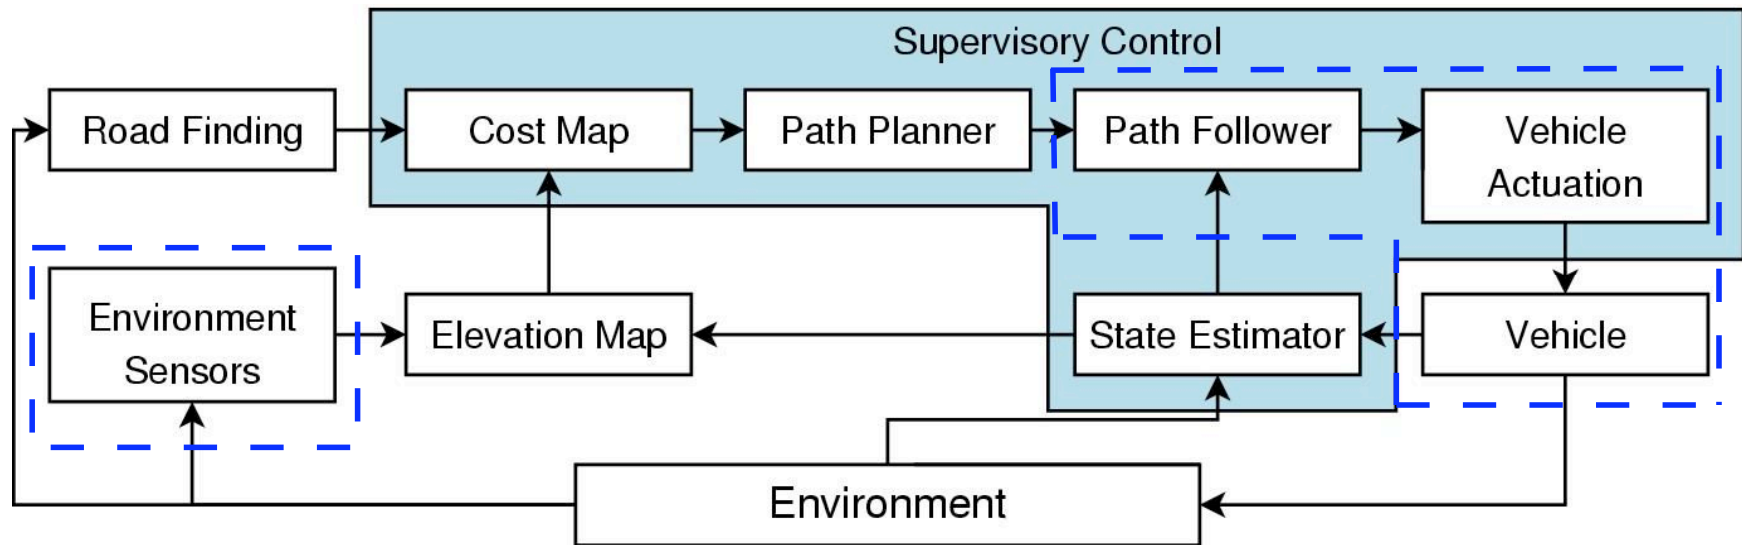 Supervisory Control
Road Finding
Cost Map
Path Planner
Path Follower
Vehicle
Actuation
Environment
Sensors
Elevation Map
State Estimator
Vehicle
Environment